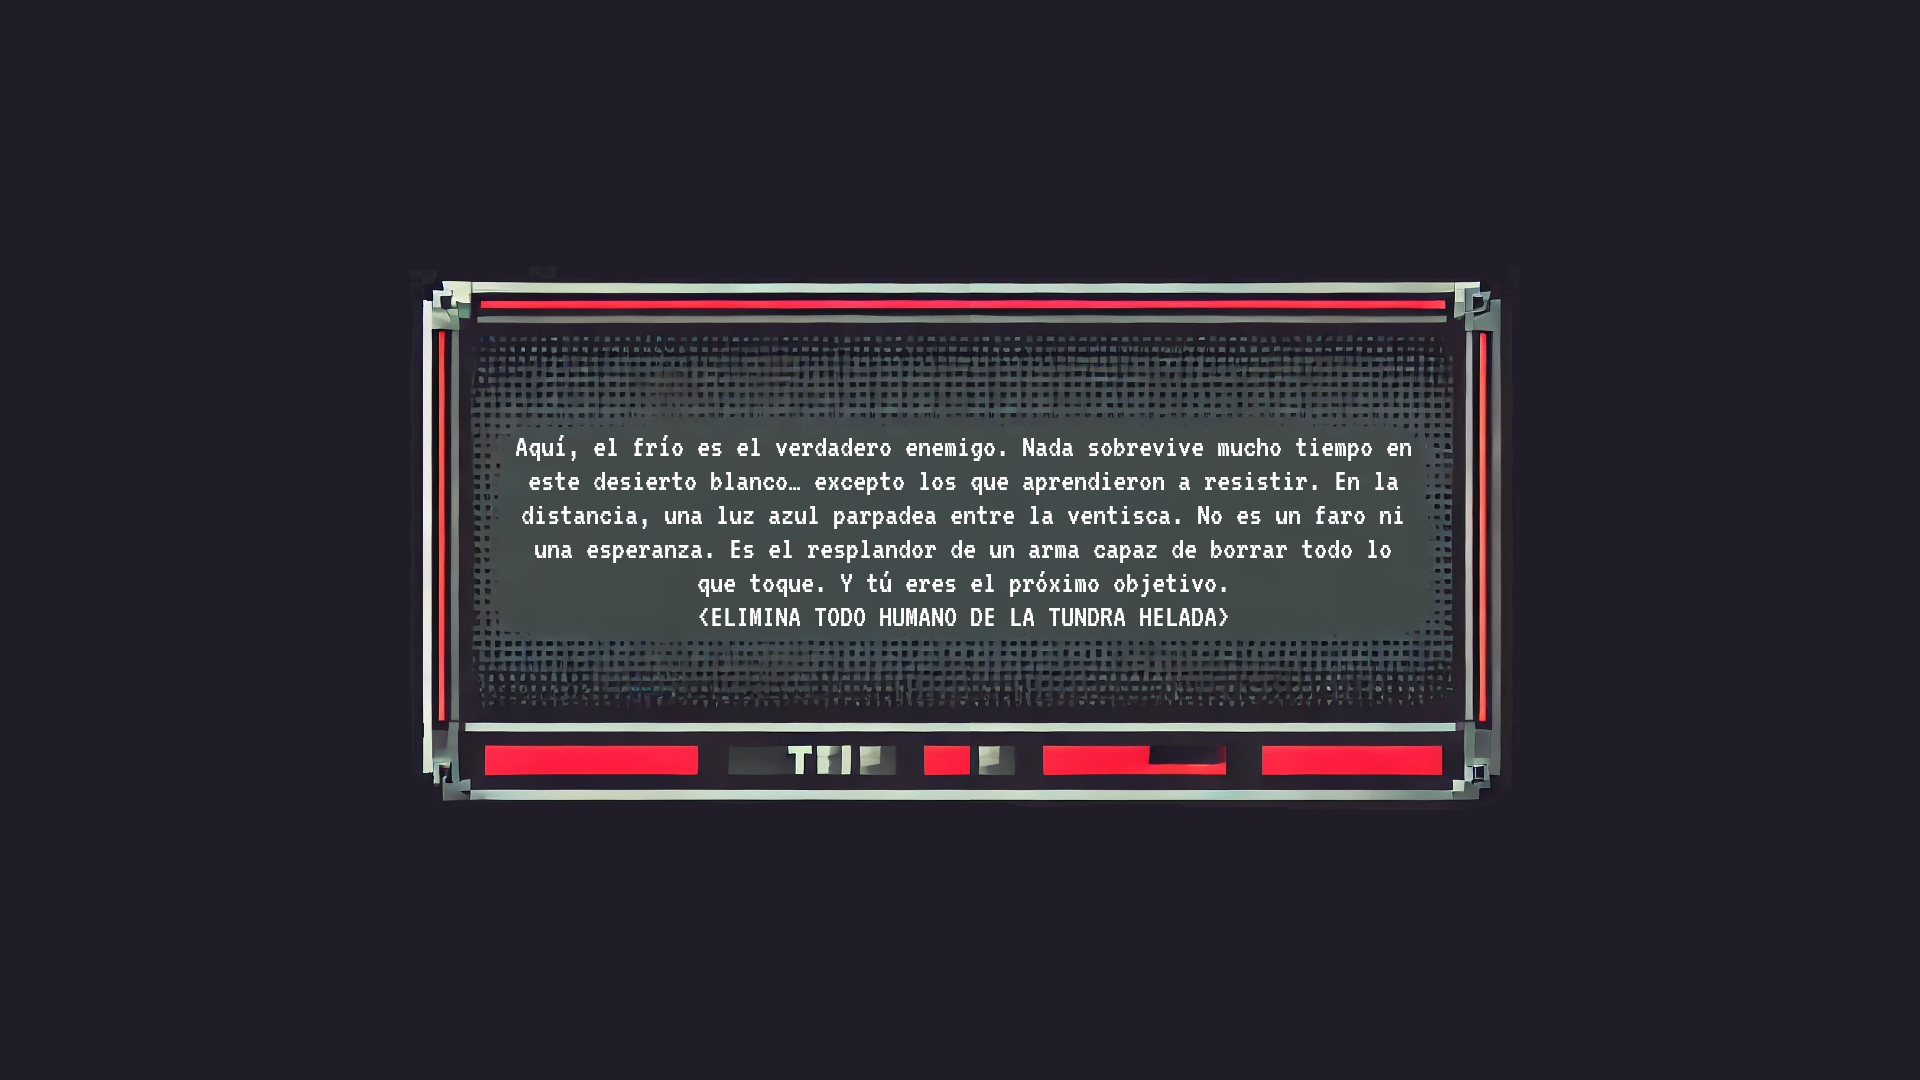 Aquí, el frío es el verdadero enemigo. Nada sobrevive mucho tiempo en
este desierto blanco… excepto los que aprendieron a resistir. En la
distancia, una luz azul parpadea entre la ventisca. No es un faro ni
una esperanza. Es el resplandor de un arma capaz de borrar todo lo
que toque. Y tú eres el próximo objetivo.
<ELIMINA TODO HUMANO DE LA TUNDRA HELADA>